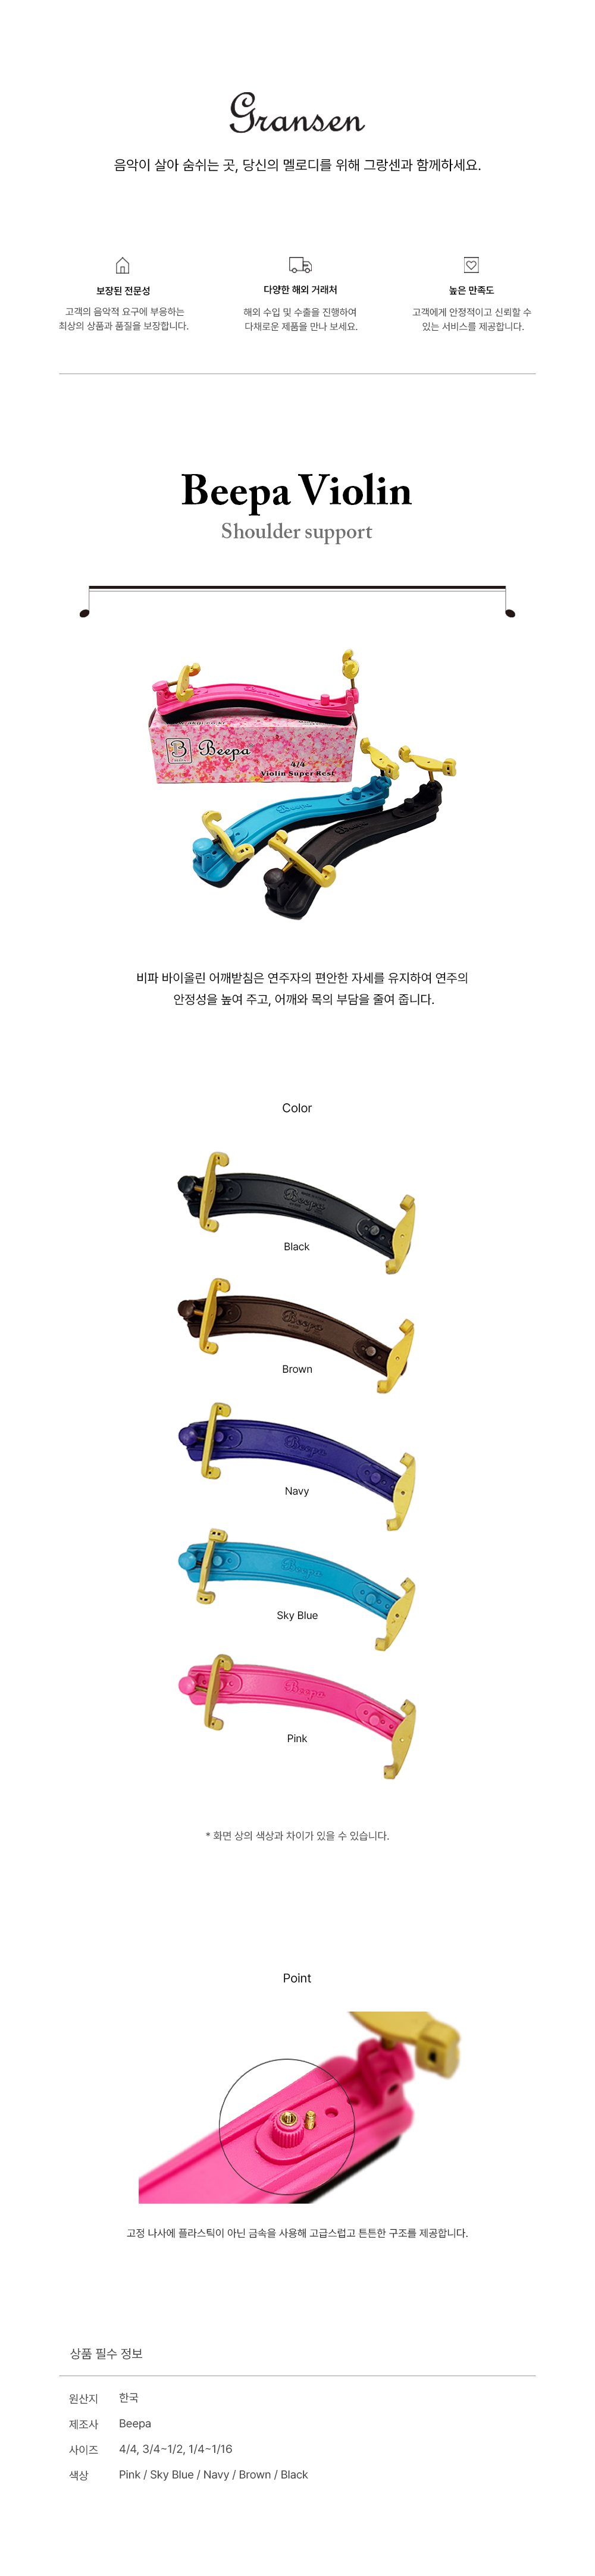 Gransen
음악이 살아 숨쉬는 곳, 당신의 멜로디를 위해 그랑센과 함께하세요.
보장된 전문성
고객의 음악적 요구에 부응하는
최상의 상품과 품질을 보장합니다.
다양한 해외 거래처
해외 수입 및 수출을 진행하여
다채로운 제품을 만나 보세요.
높은 만족도
고객에게 안정적이고 신뢰할 수
있는 서비스를 제공합니다.
Beepa Violin
Shoulder support
B Beepa
4/4
Violin Super Rest
Beepa
Beepa
비파 바이올린 어깨받침은 연주자의 편안한 자세를 유지하여 연주의
안정성을 높여 주고, 어깨와 목의 부담을 줄여 줍니다.
Color
Beepa
Black
Beepa
Brown
Beepa
Navy
Beepa
Sky Blue
Beepa
Pink
* 화면 상의 색상과 차이가 있을 수 있습니다.
Point
고정 나사에 플라스틱이 아닌 금속을 사용해 고급스럽고 튼튼한 구조를 제공합니다.
상품 필수 정보
원산지 한국
제조사 Beepa
사이즈 4/4, 3/4~1/2, 1/4~1/16
색상 Pink / Sky Blue / Navy / Brown / Black